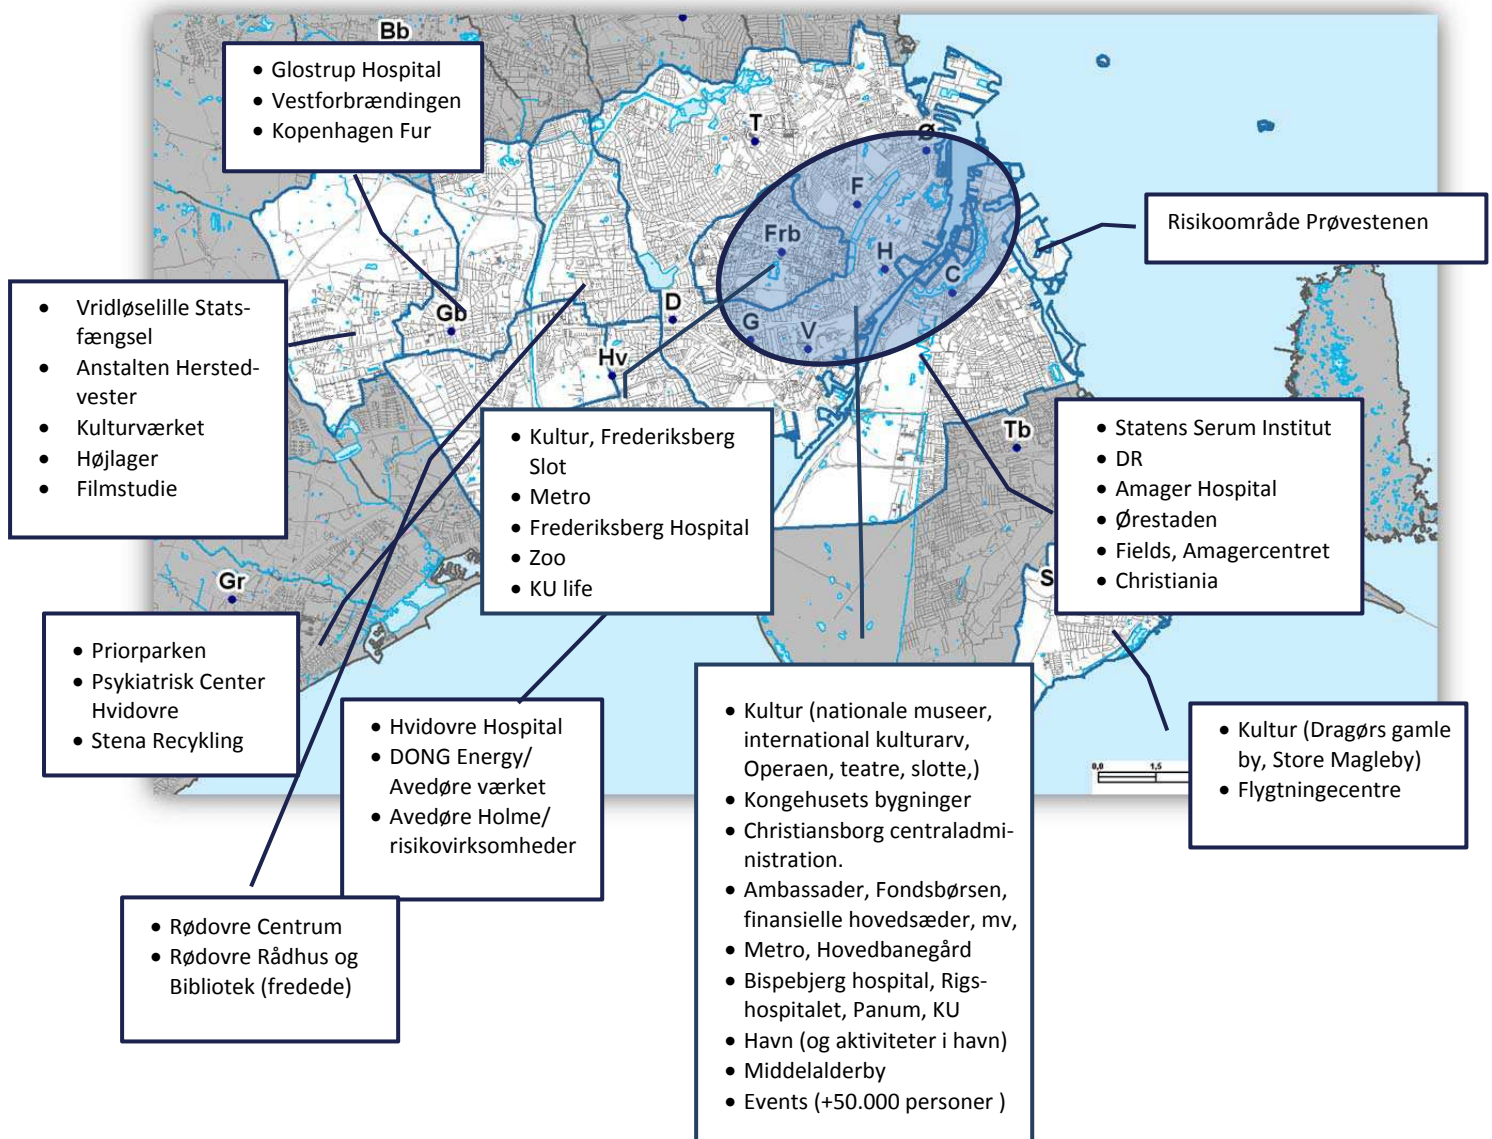 Bb
• Glostrup Hospital
• Vestforbrændingen
• Kopenhagen Fur
T
Ø
F
Frb
H
C
G
V
D
Gb
Hv
Tb
Gr
S
Risikoområde Prøvestenen
• Vridløselille Stats-
fængsel
• Anstalten Hersted-
vester
• Kulturværket
• Højlager
• Filmstudie
• Kultur, Frederiksberg
Slot
• Metro
• Frederiksberg Hospital
• Zoo
• KU life
• Statens Serum Institut
• DR
• Amager Hospital
• Ørestaden
• Fields, Amagercentret
• Christiania
• Priorparken
• Psykiatrisk Center
Hvidovre
• Stena Recykling
• Hvidovre Hospital
• DONG Energy/
Avedøre værket
• Avedøre Holme/
risikovirksomheder
• Kultur (nationale museer,
international kulturarv,
Operaen, teatre, slotte,)
• Kongehusets bygninger
• Christiansborg centraladmi-
nistration.
• Ambassader, Fondsbørsen,
finansielle hovedsæder, mv,
• Metro, Hovedbanegård
• Bispebjerg hospital, Rigs-
hospitalet, Panum, KU
• Havn (og aktiviteter i havn)
• Middelalderby
• Events (+50.000 personer )
0,0 1,5
• Kultur (Dragørs gamle
by, Store Magleby)
• Flygtningecentre
• Rødovre Centrum
• Rødovre Rådhus og
Bibliotek (fredede)